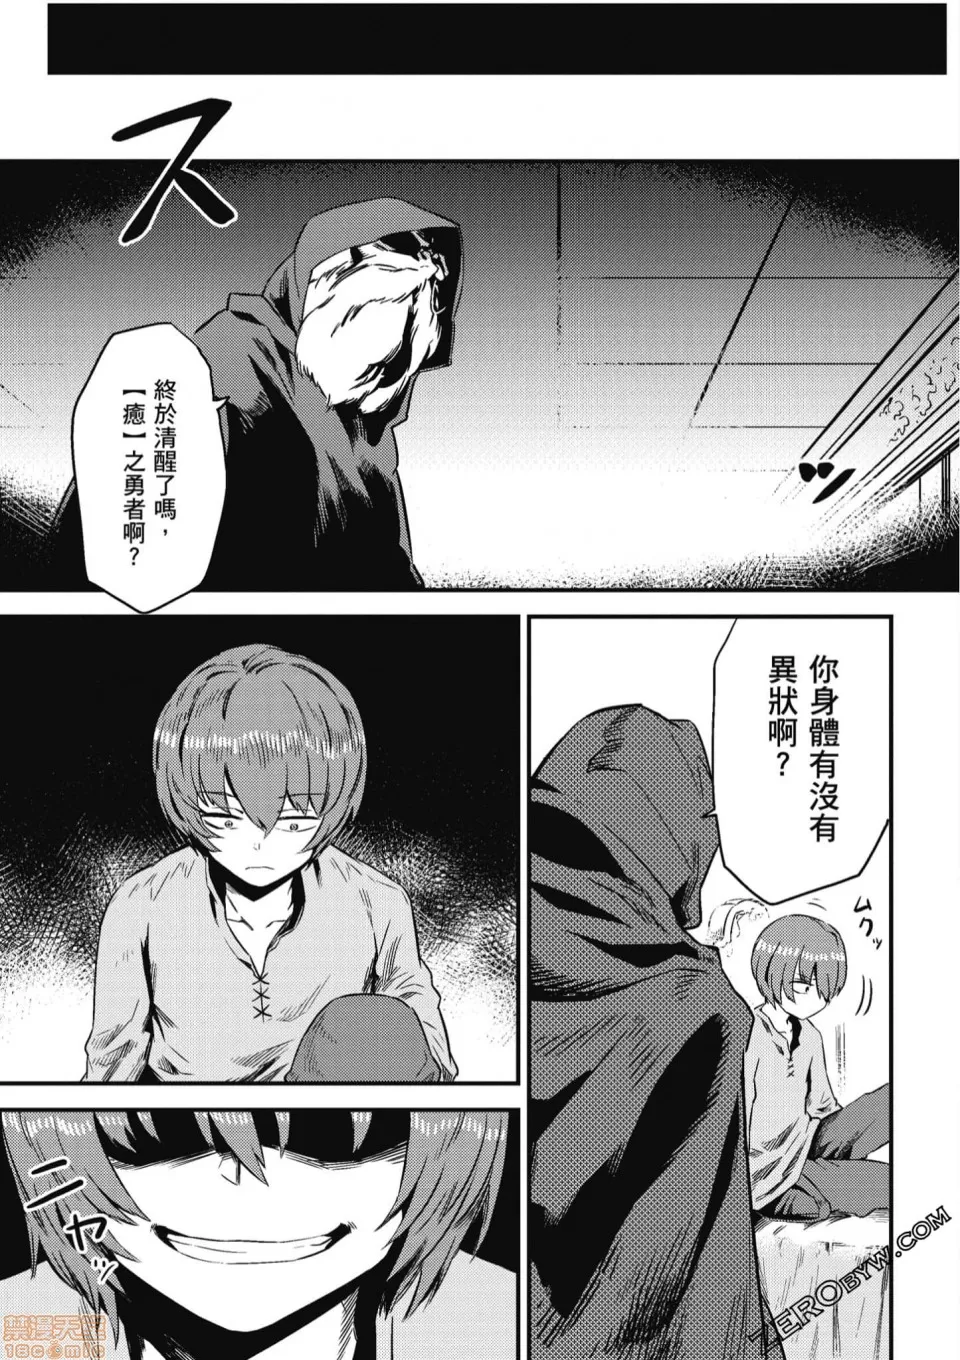 ス
ッ
終於清醒了嗎，
【癒】之勇者啊？
你身體有沒有
異狀啊？
ムクッ
ニヤッ
ZEROBYW.COM
禁漫天堂
18comic